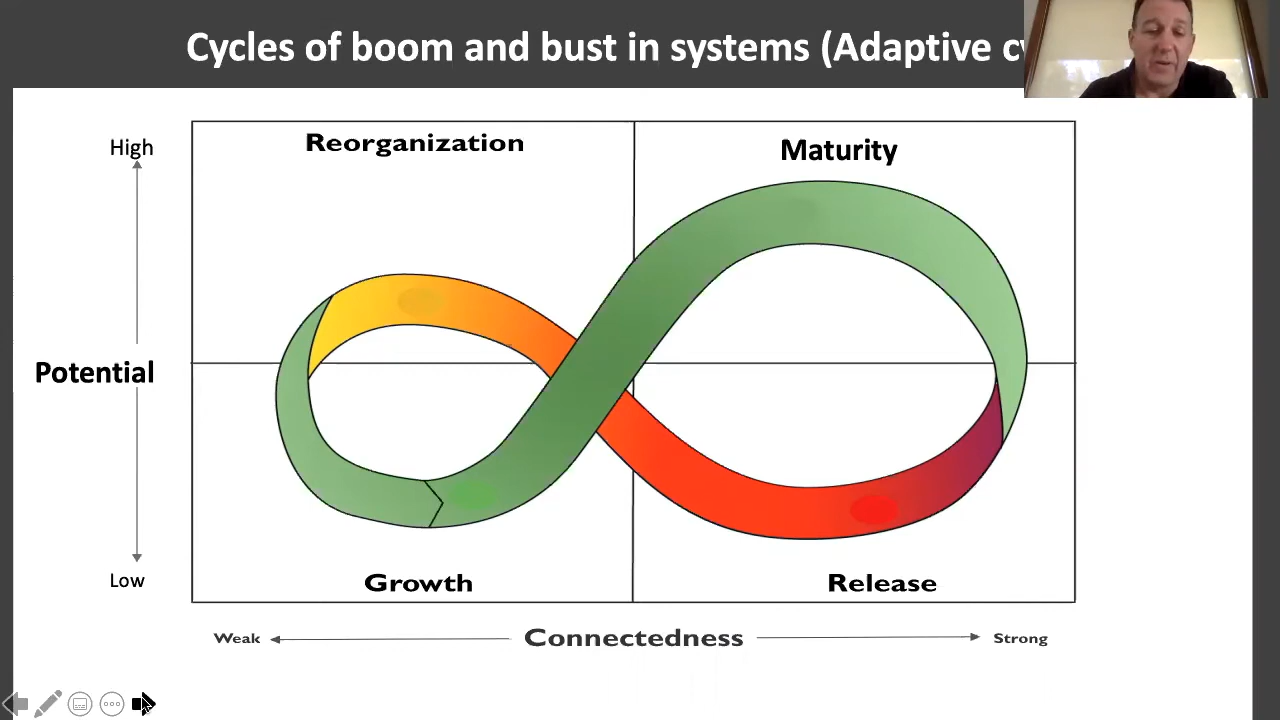 Cycles of boom and bust in systems (Adaptive
Reorganization
Maturity
High
Potential
Low
Growth
Release
Weak
Connectedness
Strong